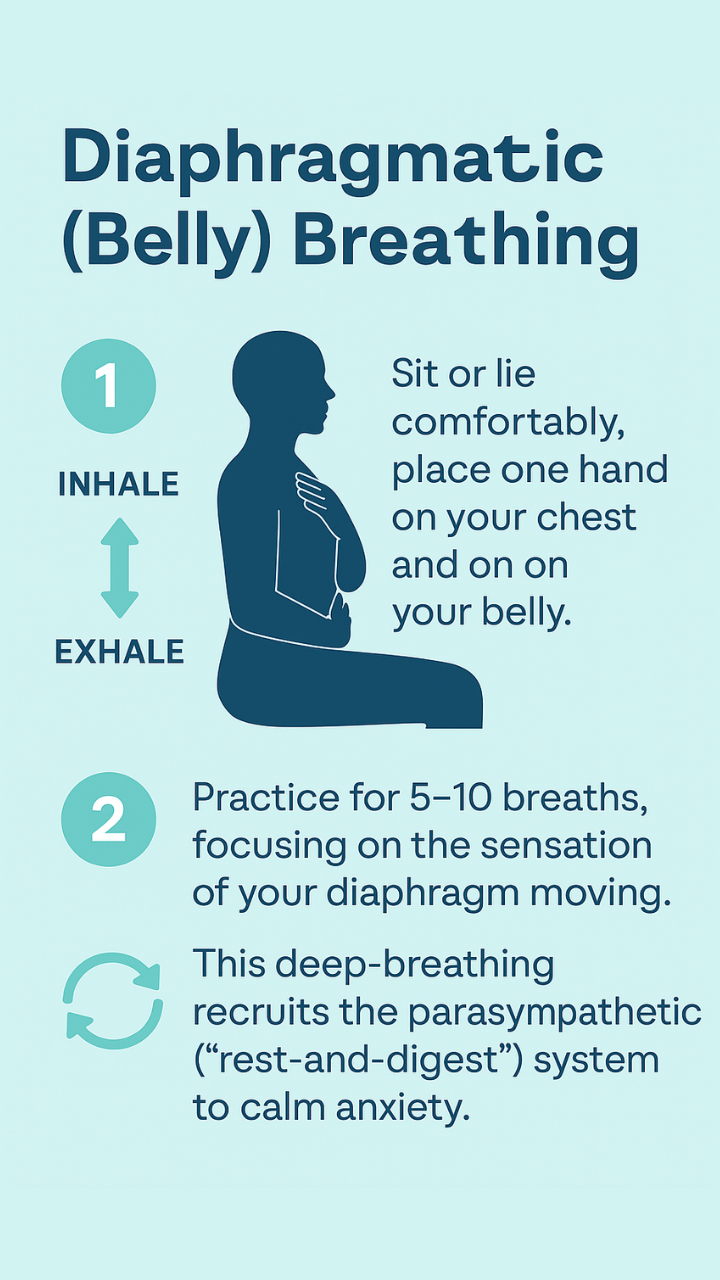 Diaphragmatic
(Belly) Breathing
1
INHALE
EXHALE
Sit or lie
comfortably,
place one hand
on your chest
and on on
your belly.
2
Practice for 5–10 breaths,
focusing on the sensation
of your diaphragm moving.
This deep-breathing
recruits the parasympathetic
(“rest-and-digest”) system
to calm anxiety.